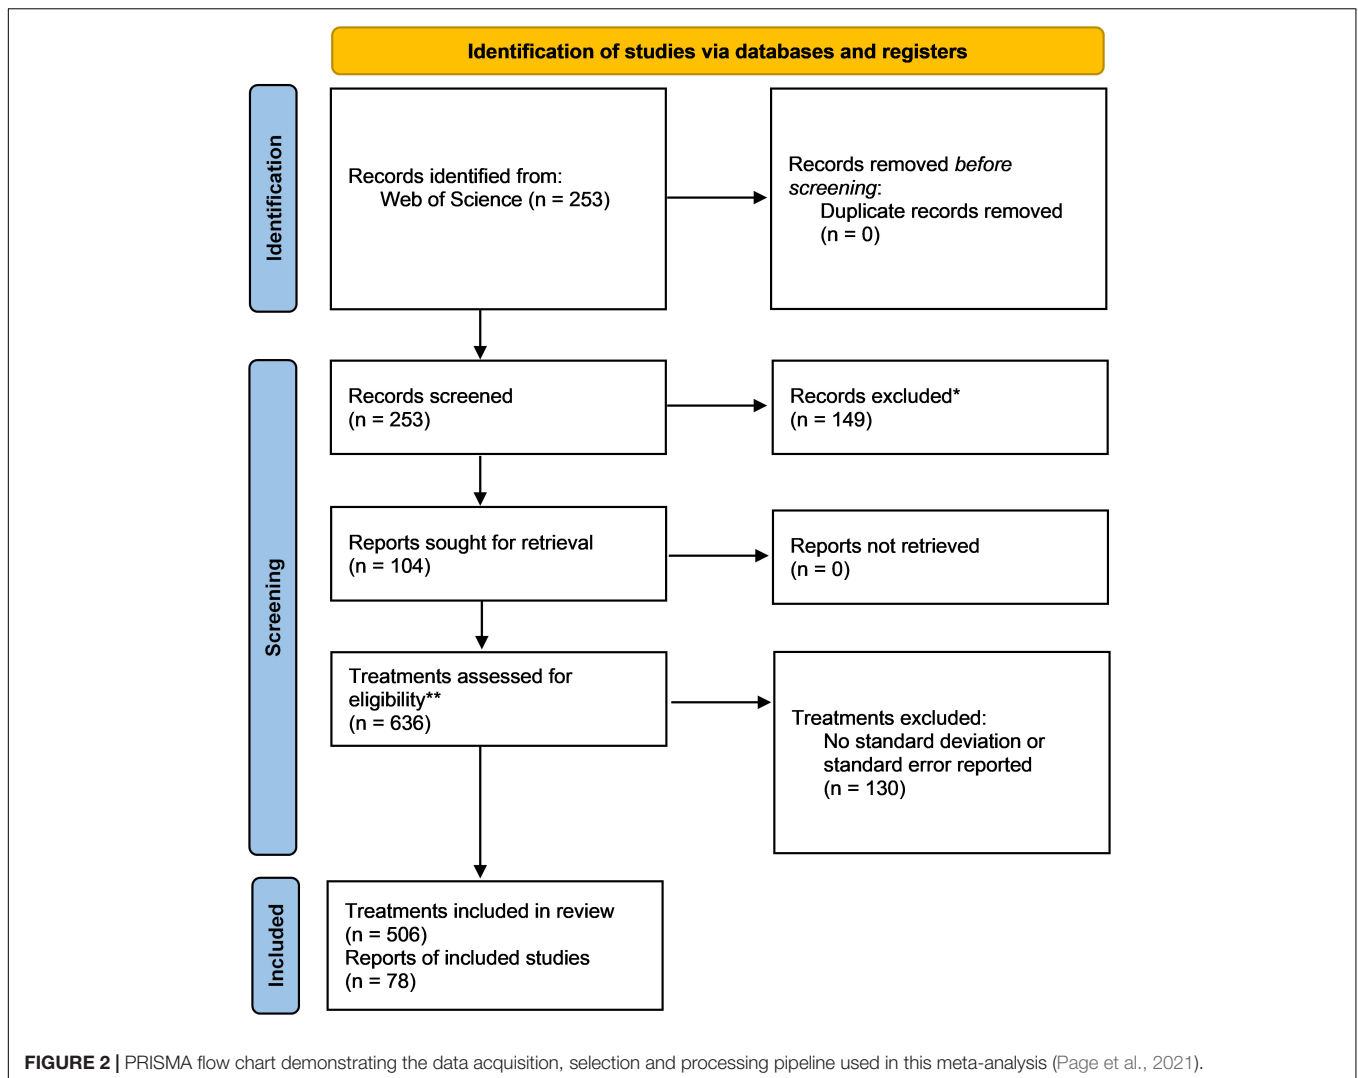 Identification of studies via databases and registers
Identification
Records identified from:
Web of Science (n = 253)
Records removed before
screening:
Duplicate records removed
(n = 0)
Screening
Records screened
(n = 253)
Records excluded*
(n = 149)
Reports sought for retrieval
(n = 104)
Reports not retrieved
(n = 0)
Treatments assessed for
eligibility**
(n = 636)
Treatments excluded:
No standard deviation or
standard error reported
(n = 130)
Included
Treatments included in review
(n = 506)
Reports of included studies
(n = 78)
FIGURE 2 | PRISMA flow chart demonstrating the data acquisition, selection and processing pipeline used in this meta-analysis (Page et al., 2021).